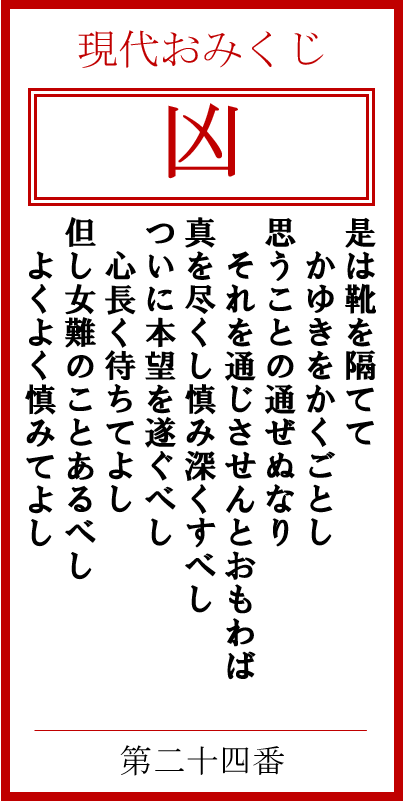 現代おみくじ
凶
是は靴を隔てて
かゆきをかくごとし
思うことの通ぜぬなり
それを通じさせんとおもわば
真を尽くし慎み深くすべし
ついに本望を遂ぐべし
心長く待ちてよし
但し女難のことあるべし
よくよく慎みてよし
第二十四番